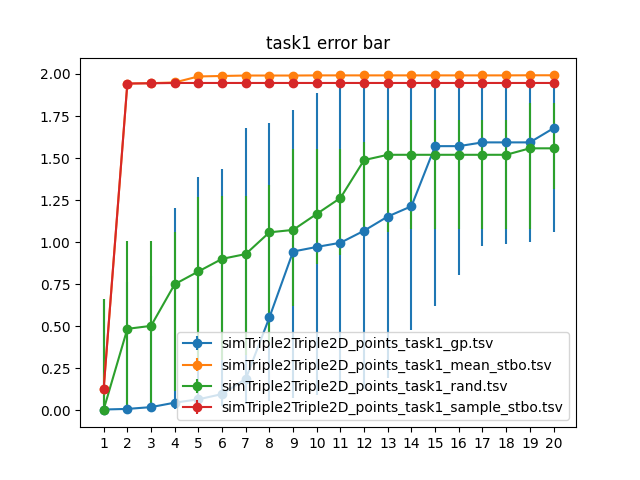 task1 error bar
2.00
1.75
1.50
1.25
1.00
0.75
0.50
0.25
0.00
simTriple2Triple2D_points_task1_gp.tsv
simTriple2Triple2D_points_task1_mean_stbo.tsv
simTriple2Triple2D_points_task1_rand.tsv
simTriple2Triple2D_points_task1_sample_stbo.tsv
1 2 3 4 5 6 7 8 9 10 11 12 13 14 15 16 17 18 19 20